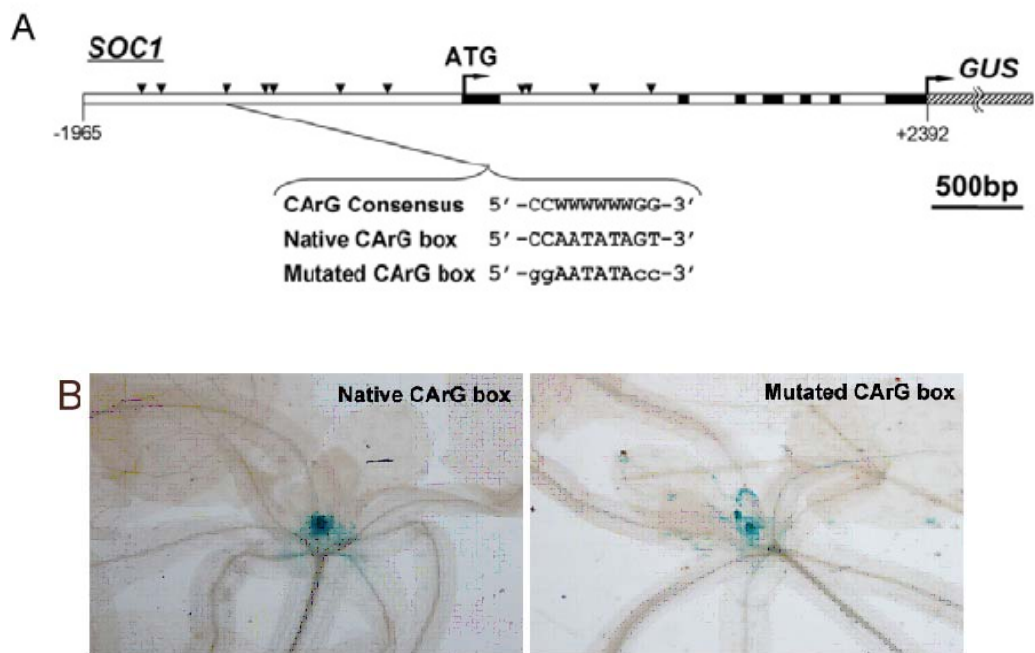 A
SOC1
ATG
GUS
-1965
+2392
500bp
CArG Consensus 5′-CCWWWWWWGG-3′
Native CArG box 5′-CCAATATAGT-3′
Mutated CArG box 5′-ggAATATAcc-3′
B
Native CArG box
Mutated CArG box